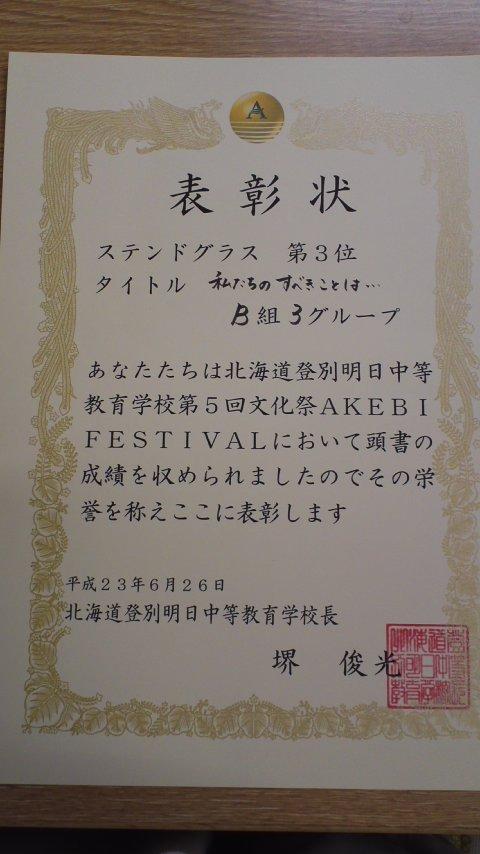 A
表彰状
ステンドグラス　第３位
タイトル　私たちのすべきことは…
B組3グループ
あなたたちは北海道登別明日中等
教育学校第５回文化祭ＡＫＥＢＩ
ＦＥＳＴＩＶＡＬにおいて頭書の
成績を収められましたのでその栄
誉を称えここに表彰します
平成２３年６月２６日
北海道登別明日中等教育学校長
堺　俊光